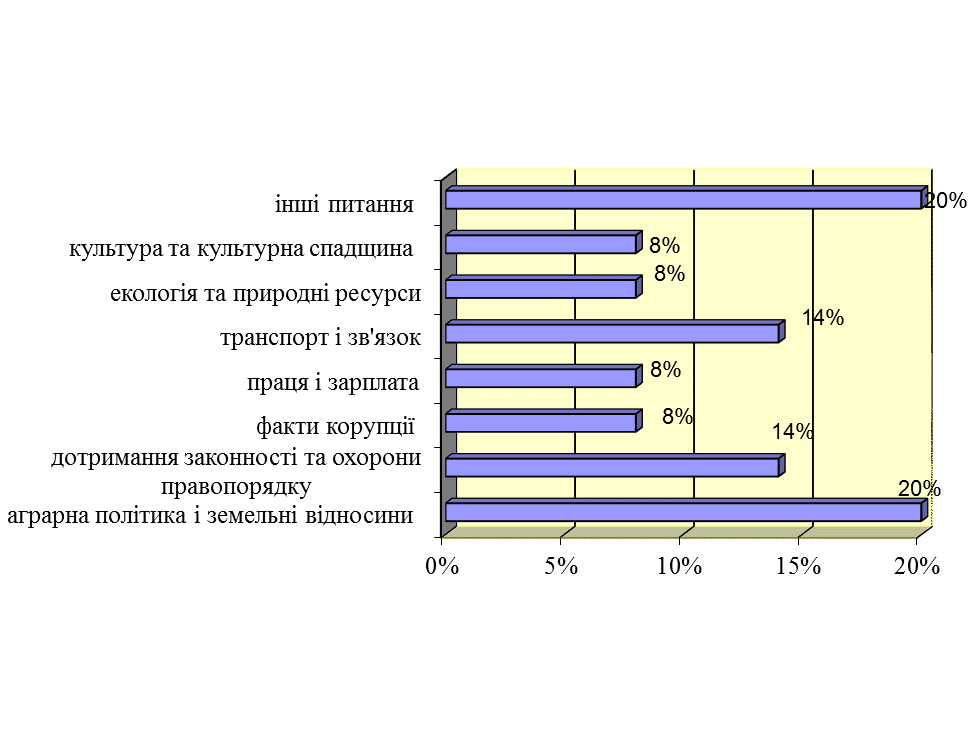 інші питання
20%
культура та культурна спадщина
8%
екологія та природні ресурси
8%
транспорт і зв'язок
14%
праця і зарплата
8%
факти корупції
8%
дотримання законності та охорони
правопорядку
14%
аграрна політика і земельні відносини
20%
0% 5% 10% 15% 20%